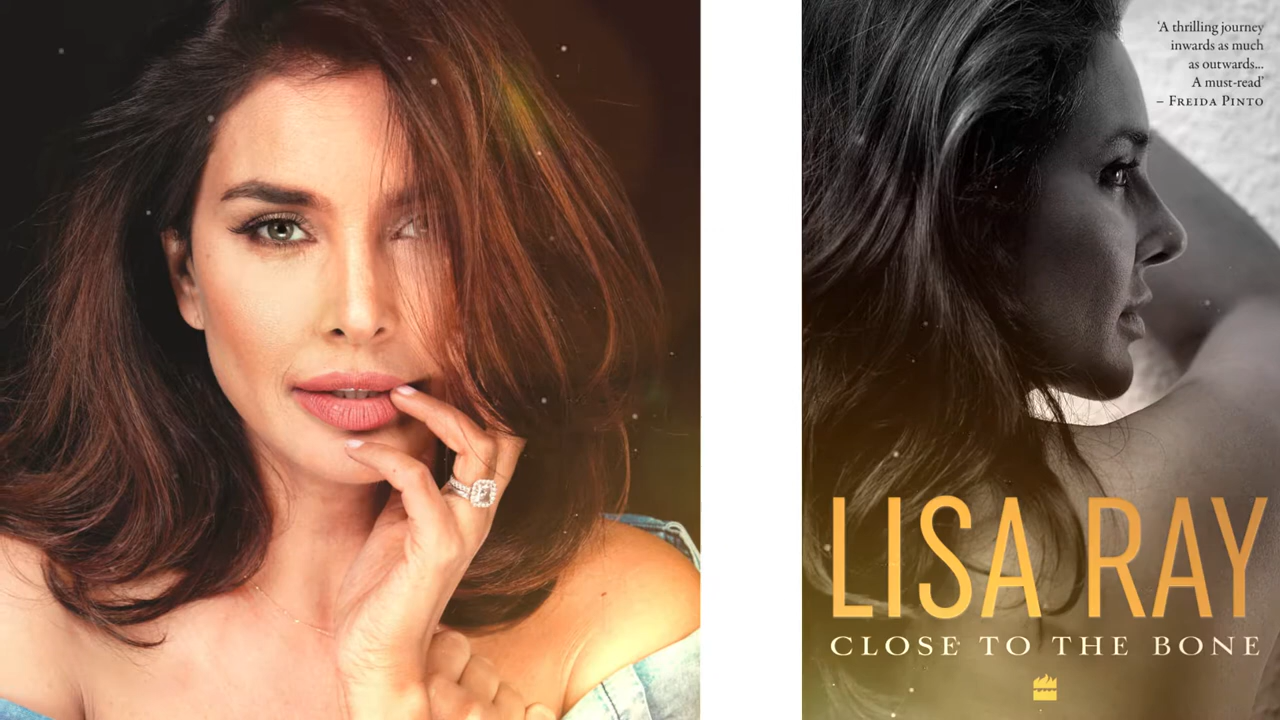 ‘A thrilling journey
inwards as much
as outwards...
A must-read’
– FREIDA PINTO
LISA RAY
CLOSE TO THE BONE